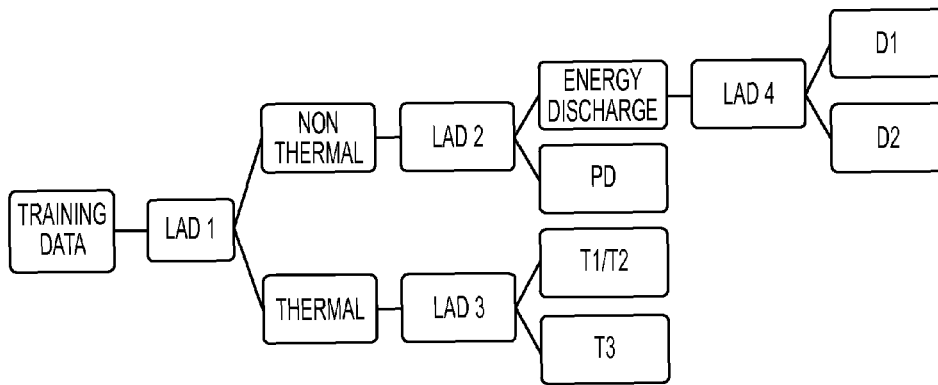 D1
ENERGY
DISCHARGE
LAD 4
NON
THERMAL
LAD 2
D2
PD
TRAINING
DATA
LAD 1
T1/T2
THERMAL
LAD 3
T3